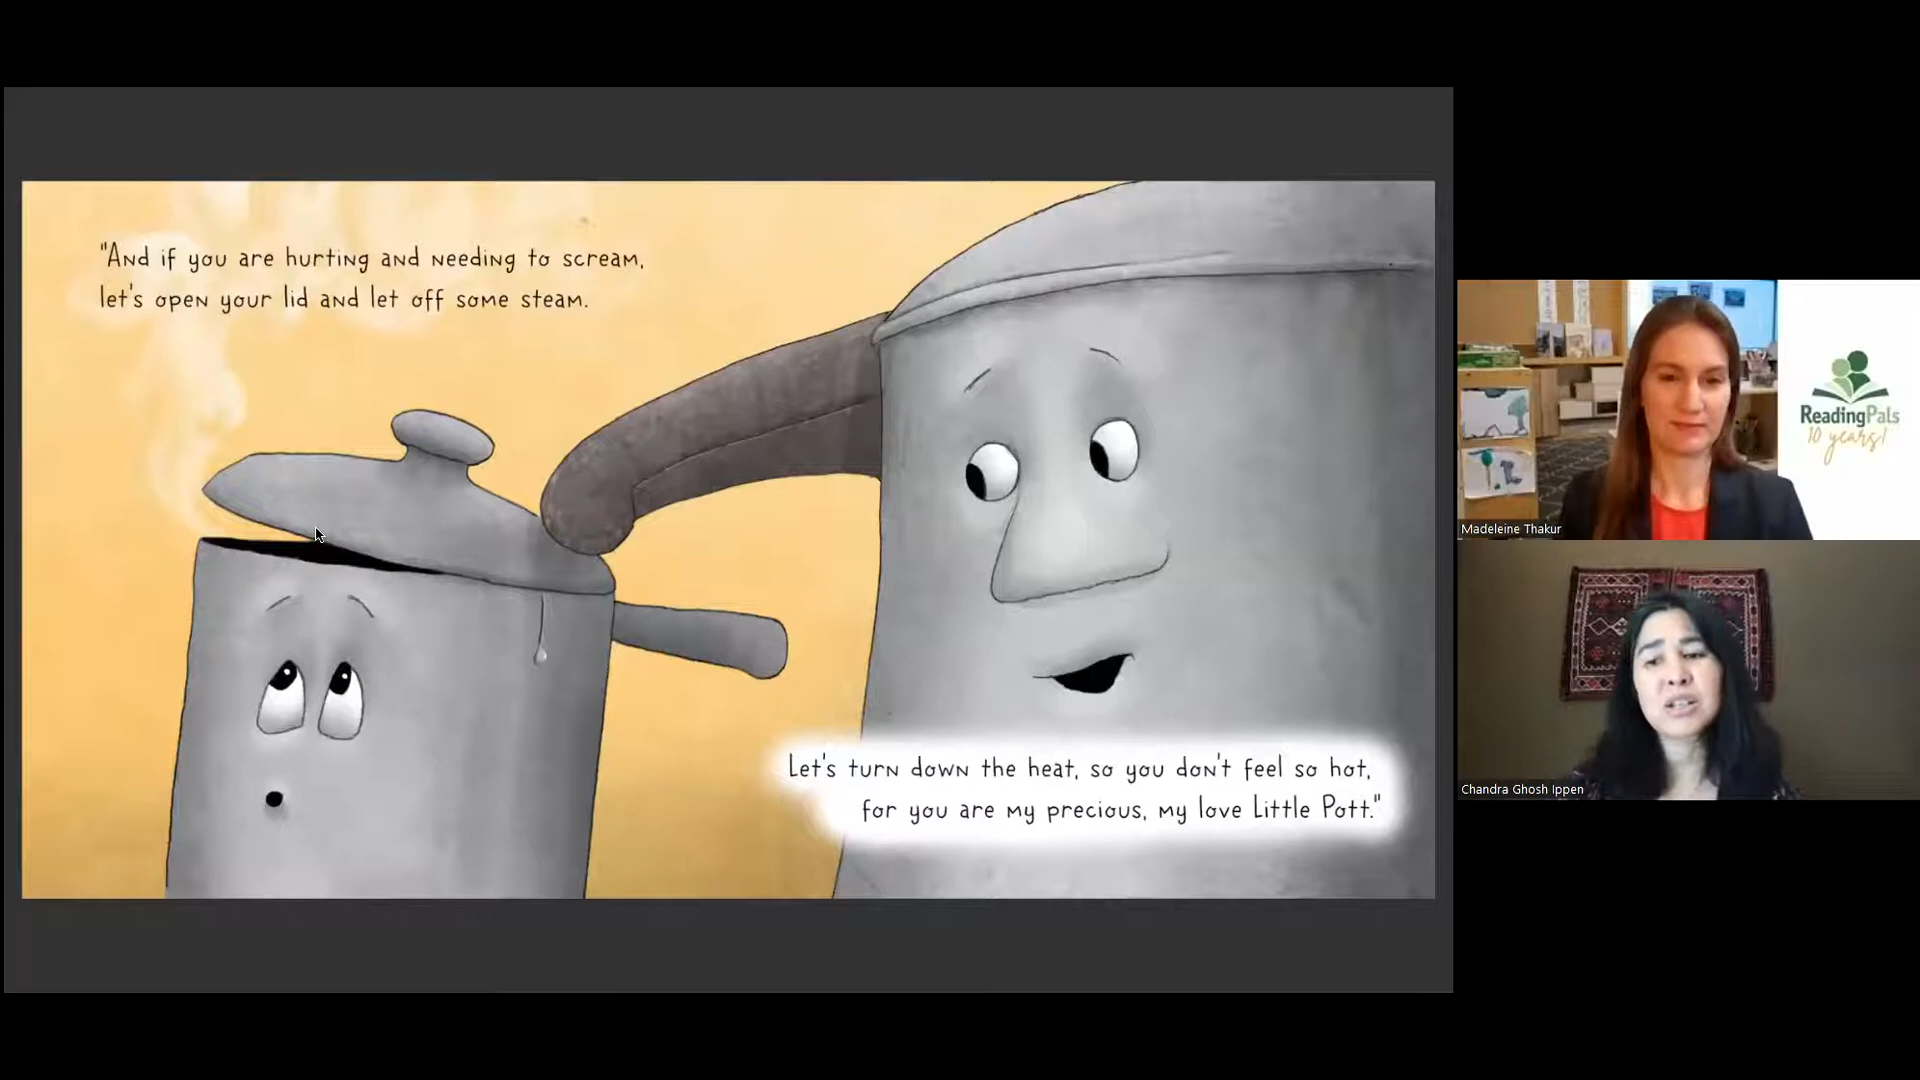 "And if you are hurting and needing to scream,
let's open your lid and let off some steam.
Let's turn down the heat, so you don't feel so hot,
for you are my precious, my love Little Pott."
ReadingPals
10 years!
Madeleine Thakur
Chandra Ghosh Ippen